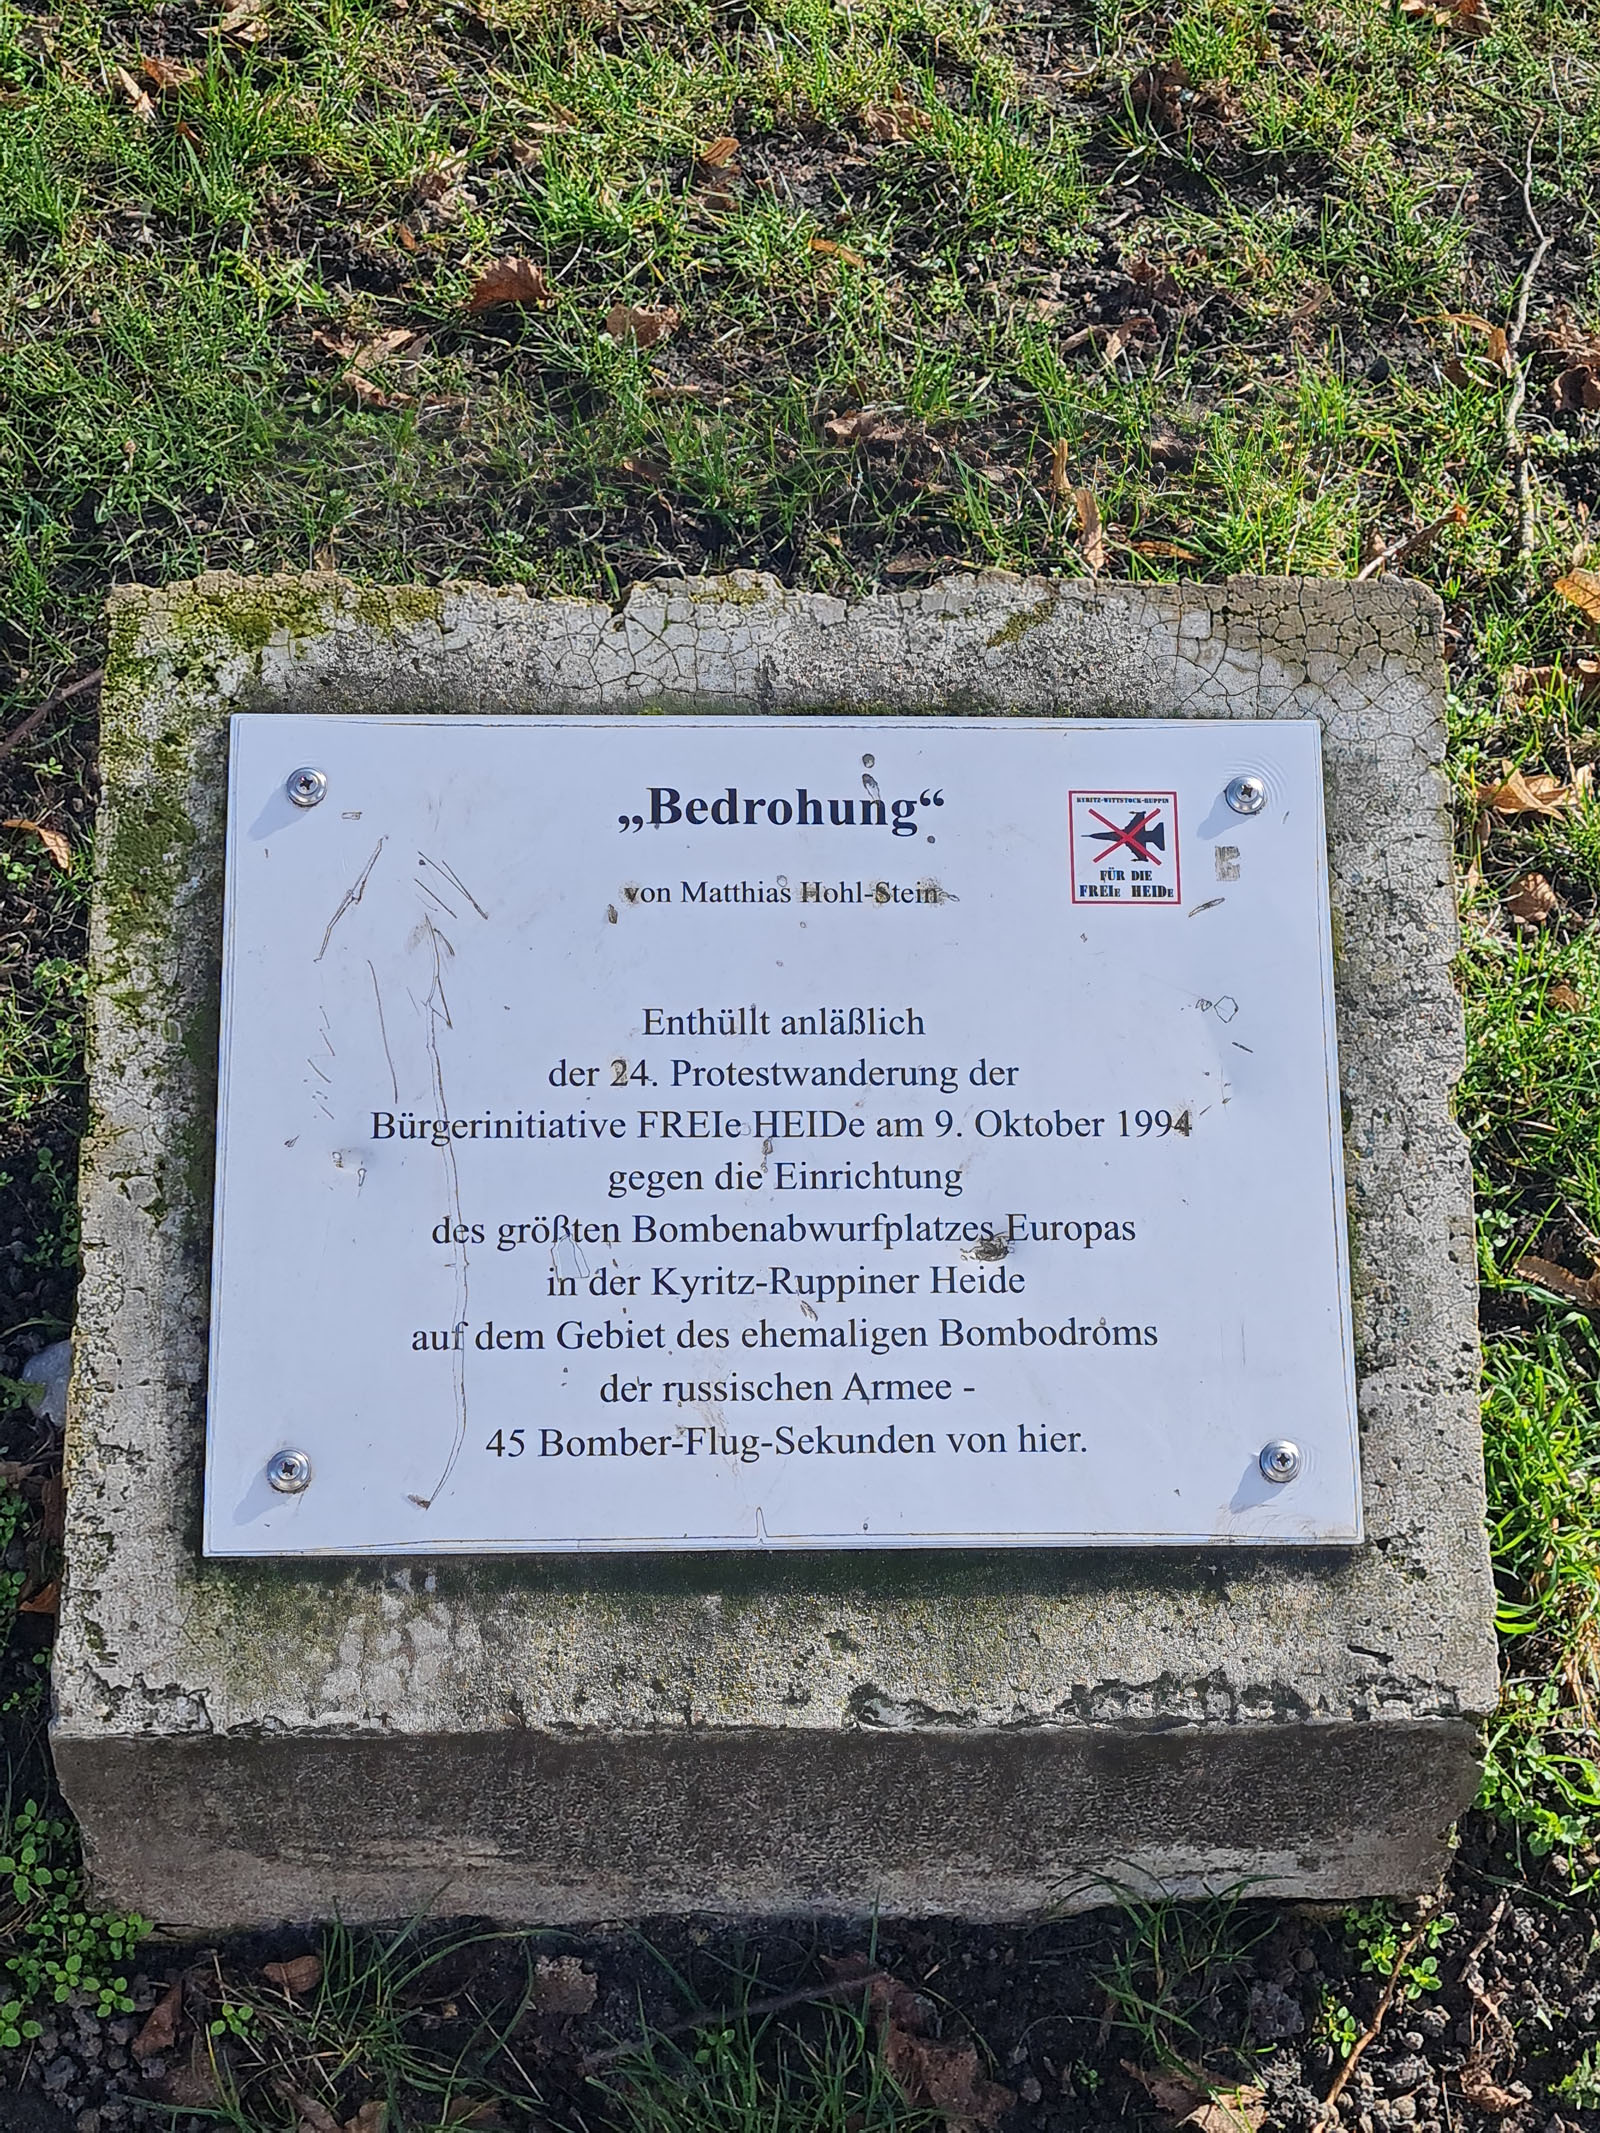 „Bedrohung“
KYRITZ-WITTSTOCK-RUPPIN
FÜR DIE
FREIe HEIDe
von Matthias Hohl-Stein
Enthüllt anläßlich
der 24. Protestwanderung der
Bürgerinitiative FREIe HEIDe am 9. Oktober 1994
gegen die Einrichtung
des größten Bombenabwurfplatzes Europas
in der Kyritz-Ruppiner Heide
auf dem Gebiet des ehemaligen Bombodroms
der russischen Armee -
45 Bomber-Flug-Sekunden von hier.